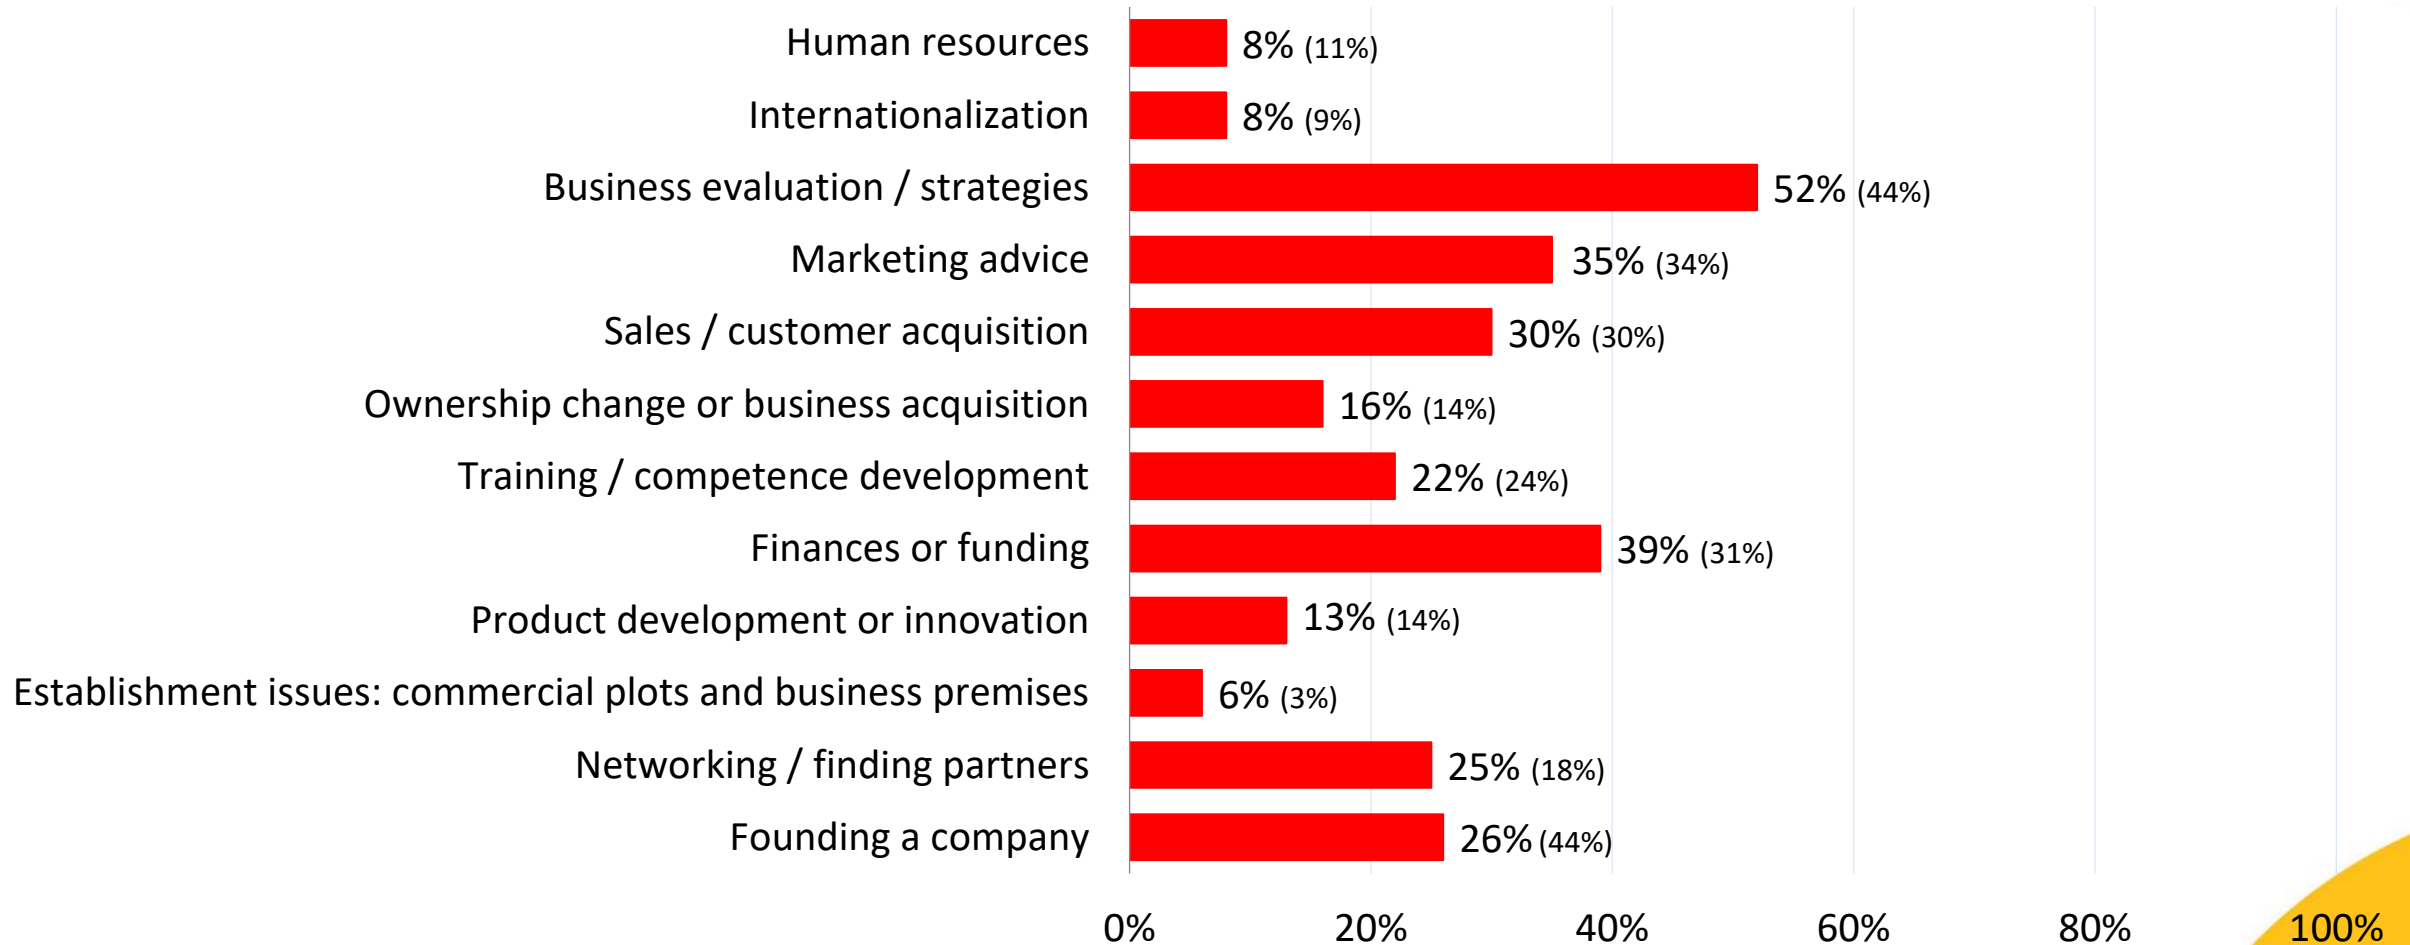 Human resources 8% (11%)
Internationalization 8% (9%)
Business evaluation / strategies 52% (44%)
Marketing advice 35% (34%)
Sales / customer acquisition 30% (30%)
Ownership change or business acquisition 16% (14%)
Training / competence development 22% (24%)
Finances or funding 39% (31%)
Product development or innovation 13% (14%)
Establishment issues: commercial plots and business premises 6% (3%)
Networking / finding partners 25% (18%)
Founding a company 26% (44%)
0% 20% 40% 60% 80% 100%